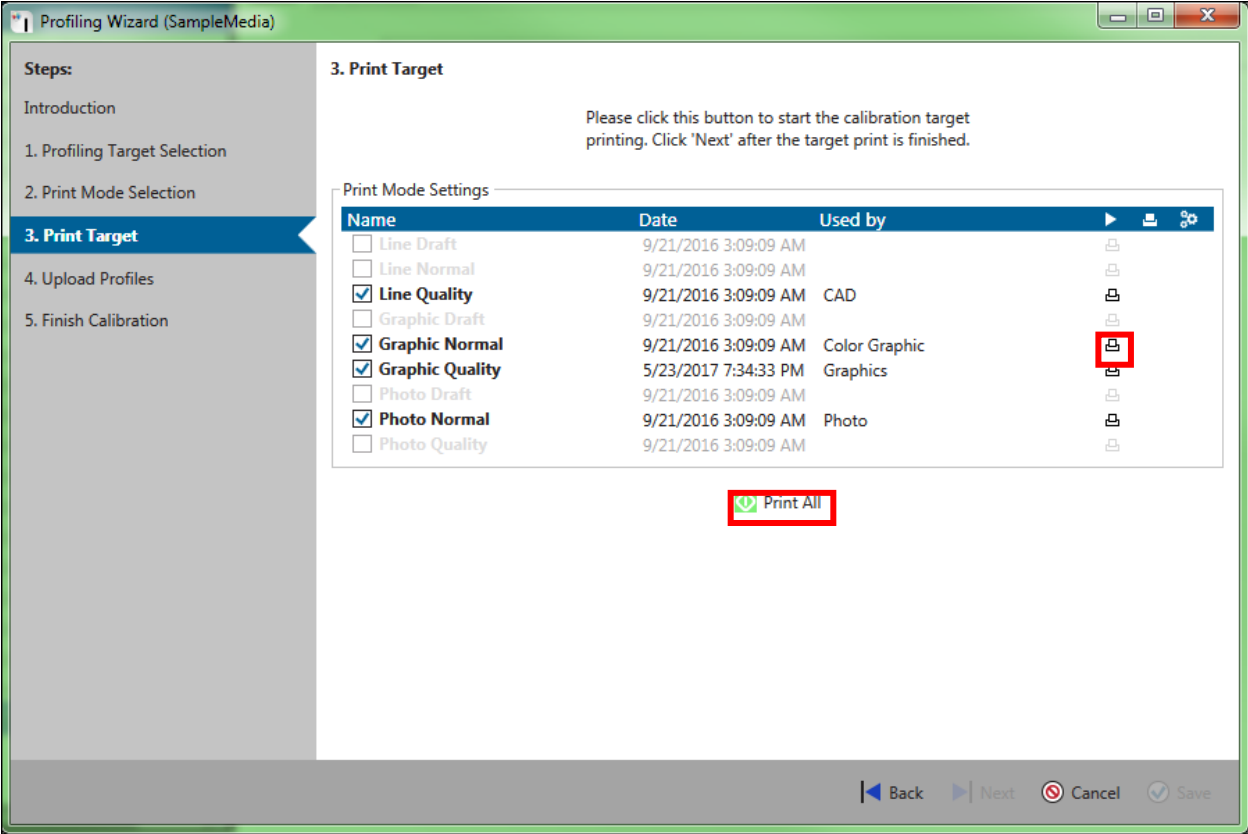 Profiling Wizard (SampleMedia)
Steps:
Introduction
1. Profiling Target Selection
2. Print Mode Selection
3. Print Target
4. Upload Profiles
5. Finish Calibration
3. Print Target
Please click this button to start the calibration target
printing. Click 'Next' after the target print is finished.
Print Mode Settings
Name Date Used by
Line Draft 9/21/2016 3:09:09 AM
Line Normal 9/21/2016 3:09:09 AM
Line Quality 9/21/2016 3:09:09 AM CAD
Graphic Draft 9/21/2016 3:09:09 AM
Graphic Normal 9/21/2016 3:09:09 AM Color Graphic
Graphic Quality 5/23/2017 7:34:33 PM Graphics
Photo Draft 9/21/2016 3:09:09 AM
Photo Normal 9/21/2016 3:09:09 AM Photo
Photo Quality 9/21/2016 3:09:09 AM
Print All
Back Next Cancel Save